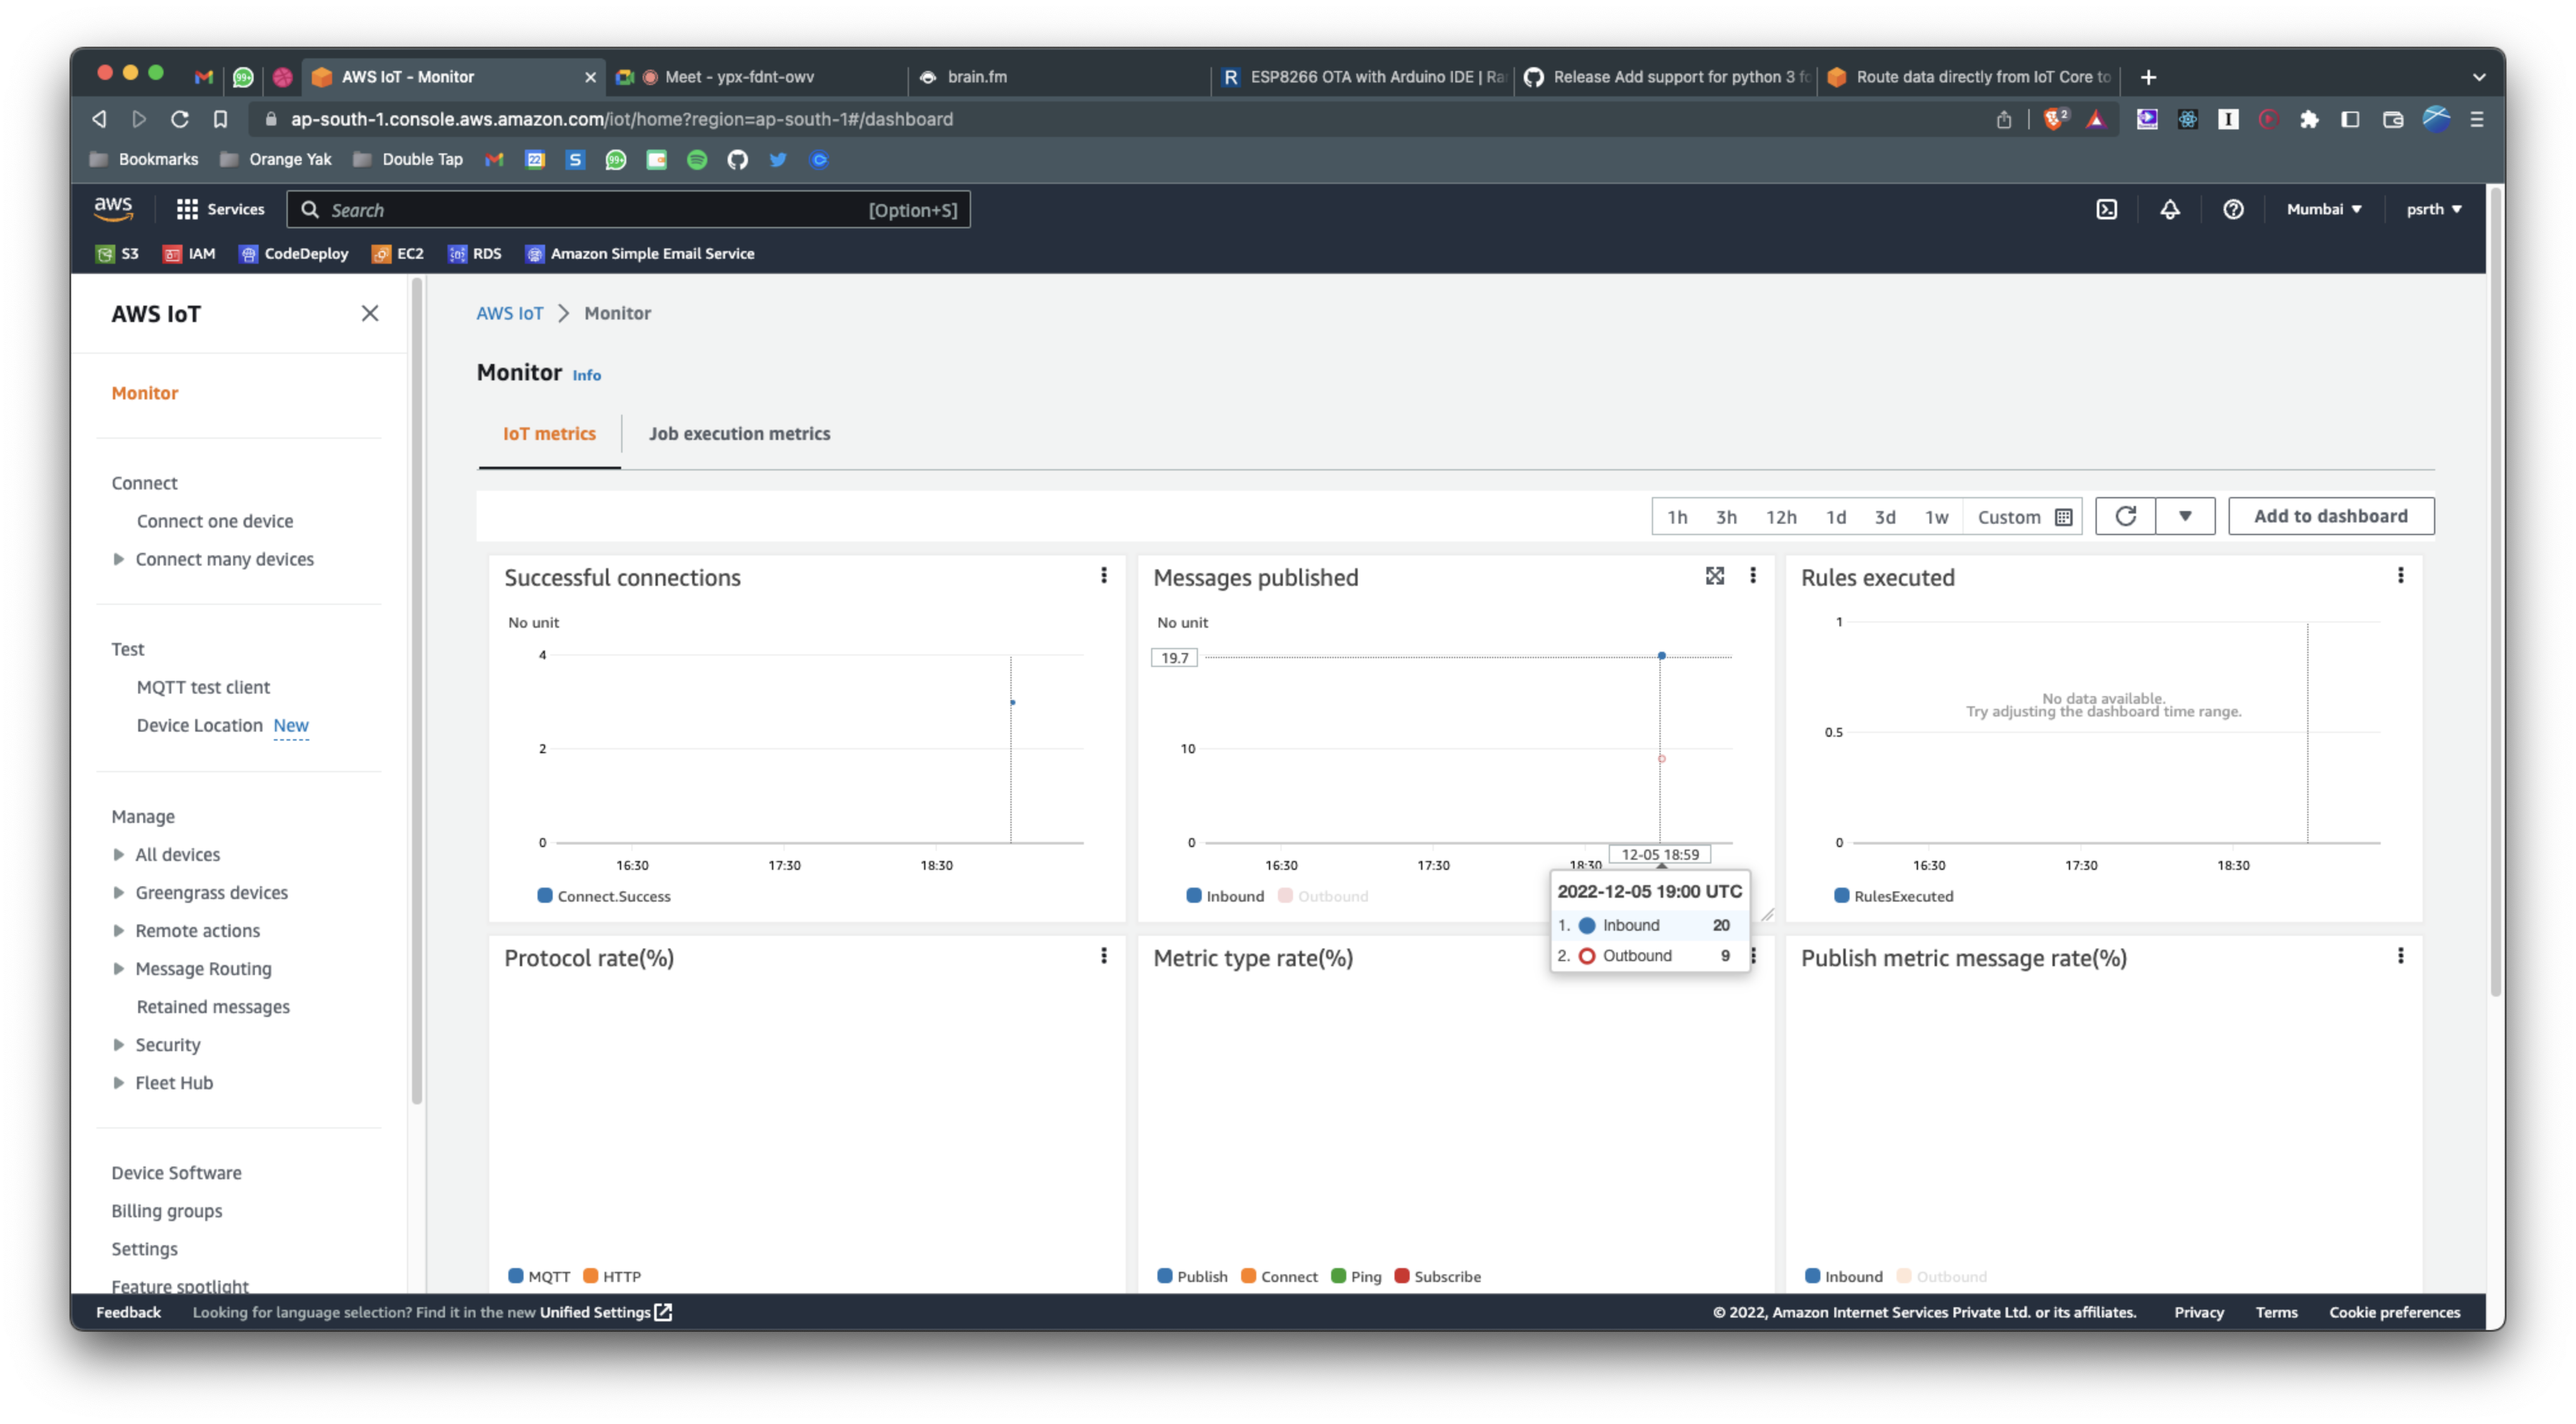 AWS IoT - Monitor
Meet - ypx-fdnt-owv
brain.fm
ESP8266 OTA with Arduino IDE | Ra
Release Add support for python 3 fo
Route data directly from IoT Core to
ap-south-1.console.aws.amazon.com/iot/home?region=ap-south-1#/dashboard
2
Bookmarks
Orange Yak
Double Tap
22
99+
aws
Services
Search
[Option+S]
Mumbai
psrth
S3
IAM
CodeDeploy
EC2
RDS
Amazon Simple Email Service
AWS IoT
Monitor
Connect
Connect one device
Connect many devices
Test
MQTT test client
Device Location New
Manage
All devices
Greengrass devices
Remote actions
Message Routing
Retained messages
Security
Fleet Hub
Device Software
Billing groups
Settings
Feature spotlight
AWS IoT > Monitor
Monitor Info
IoT metrics
Job execution metrics
1h 3h 12h 1d 3d 1w Custom
Add to dashboard
Successful connections
No unit
4
2
0
16:30 17:30 18:30
Connect.Success
Messages published
No unit
19.7
10
0
16:30 17:30 18:30 12-05 18:59
Inbound Outbound
2022-12-05 19:00 UTC
1. Inbound 20
2. Outbound 9
Rules executed
1
No data available.
Try adjusting the dashboard time range.
0.5
0
16:30 17:30 18:30
RulesExecuted
Protocol rate(%)
MQTT HTTP
Metric type rate(%)
Publish Connect Ping Subscribe
Publish metric message rate(%)
Inbound Outbound
Feedback
Looking for language selection? Find it in the new Unified Settings
© 2022, Amazon Internet Services Private Ltd. or its affiliates.
Privacy
Terms
Cookie preferences